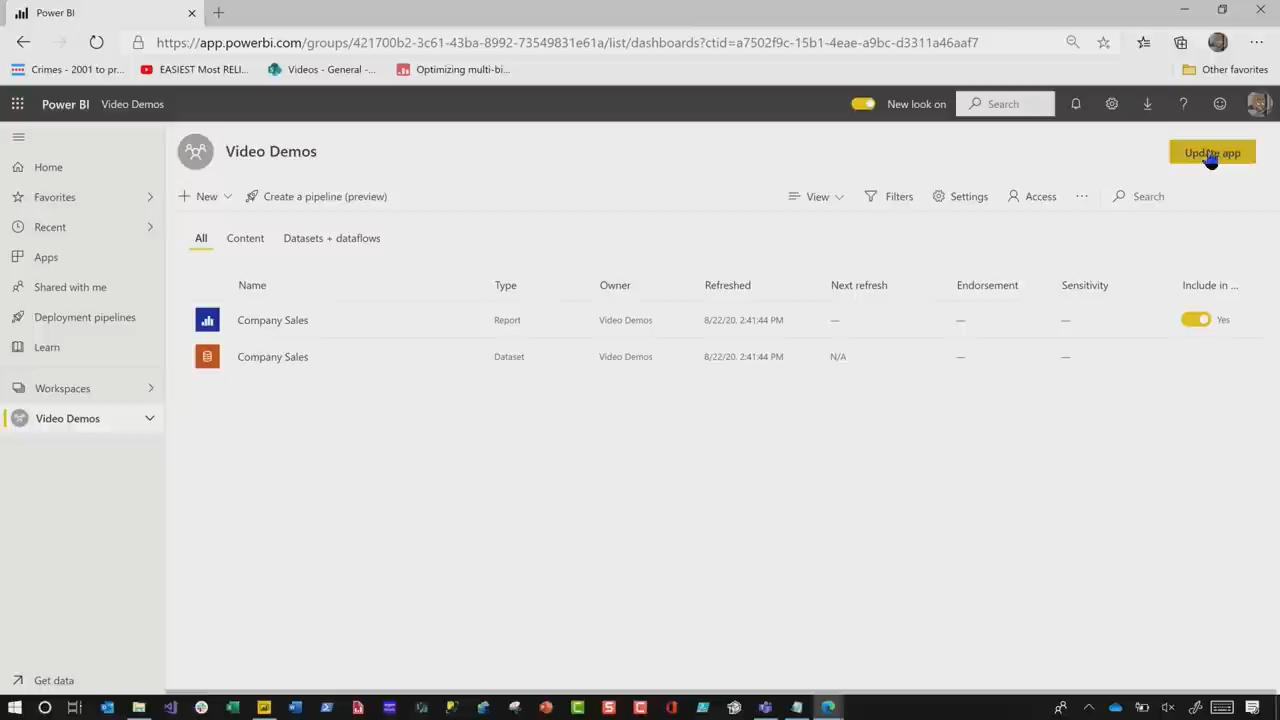 Power BI
https://app.powerbi.com/groups/421700b2-3c61-43ba-8992-73549831e61a/list/dashboards?ctid=a7502f9c-15b1-4eae-a9bc-d3311a46aaf7
Crimes - 2001 to pr... EASIEST Most RELI... Videos - General -... Optimizing multi-bi... Other favorites
Power BI Video Demos New look on Search
Video Demos Update app
Home
New Create a pipeline (preview) View Filters Settings Access Search
Favorites
Recent
All Content Datasets + dataflows
Apps
Shared with me
Name Type Owner Refreshed Next refresh Endorsement Sensitivity Include in ...
Deployment pipelines
Company Sales Report Video Demos 8/22/20. 2:41:44 PM — — — Yes
Learn
Company Sales Dataset Video Demos 8/22/20. 2:41:44 PM N/A — —
Workspaces
Video Demos
Get data